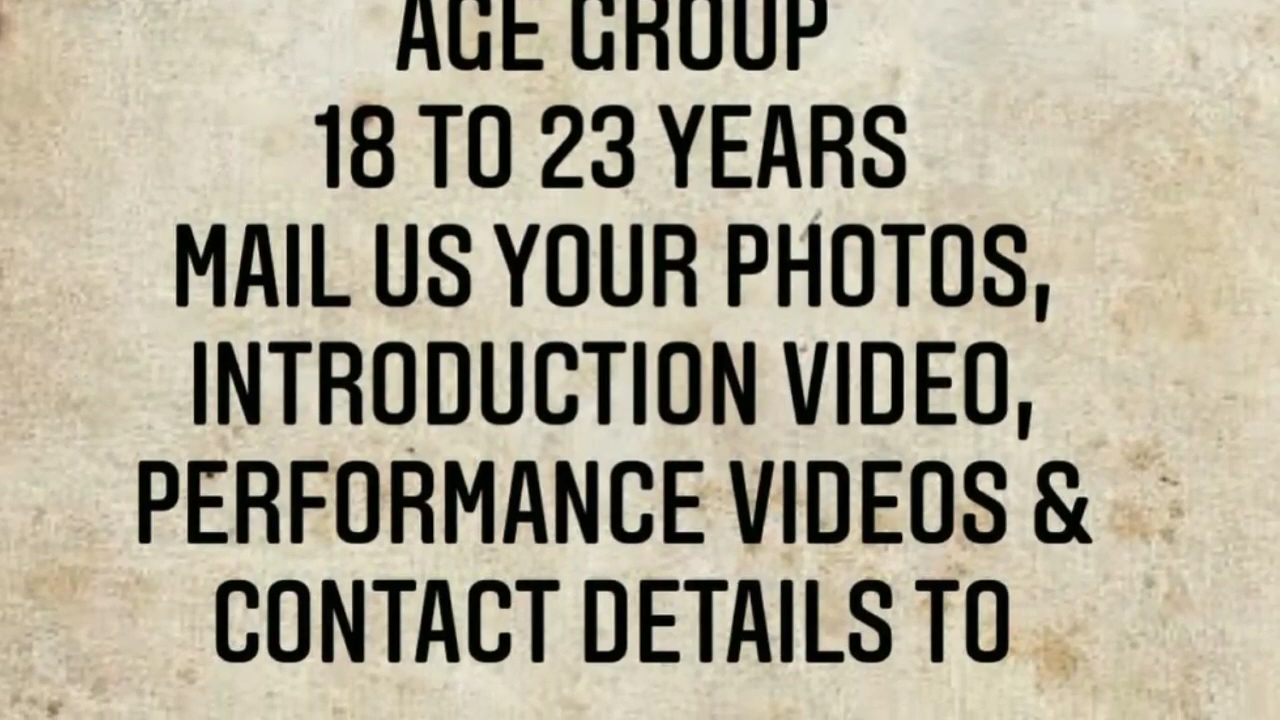 AGE GROUP
18 TO 23 YEARS
MAIL US YOUR PHOTOS,
INTRODUCTION VIDEO,
PERFORMANCE VIDEOS &
CONTACT DETAILS TO